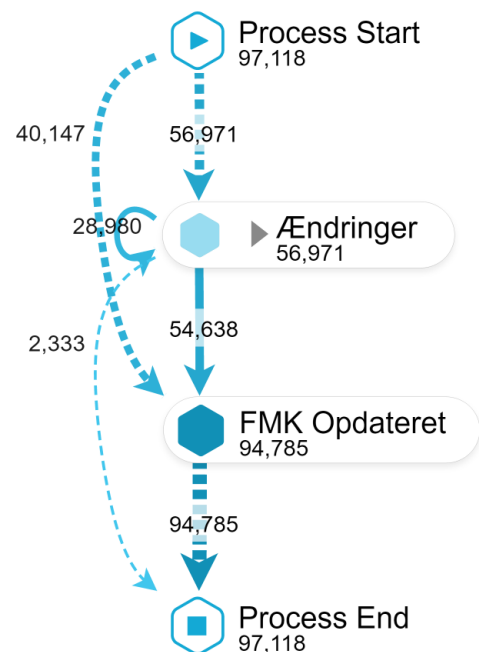 Process Start
97,118
40,147
56,971
28,980
Ændringer
56,971
2,333
54,638
FMK Opdateret
94,785
94,785
Process End
97,118